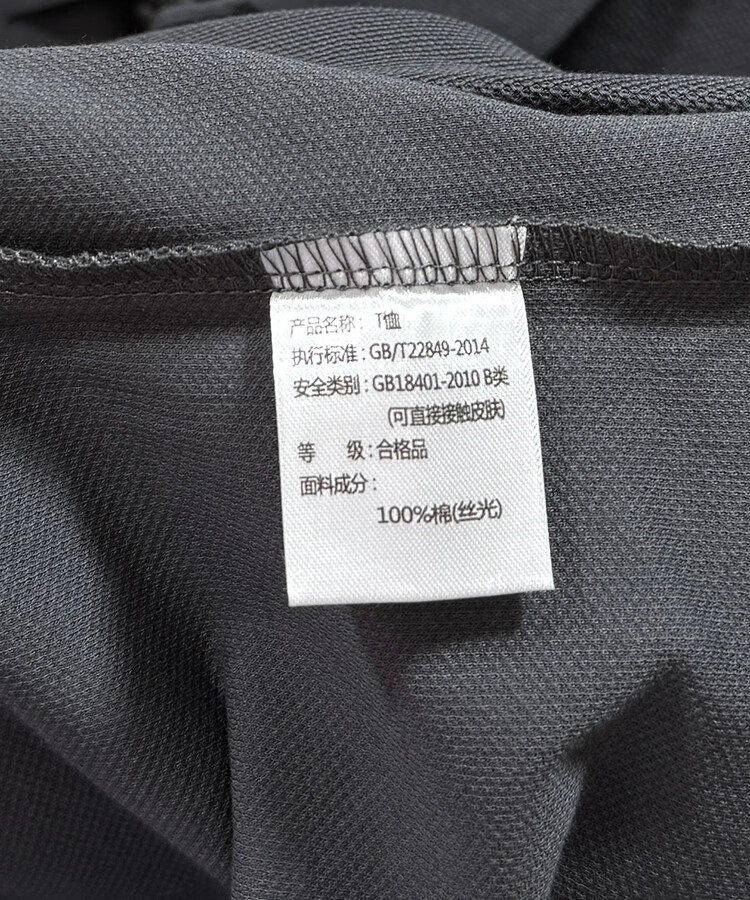 产品名称：T恤
执行标准：GB/T22849-2014
安全类别：GB18401-2010 B类
(可直接接触皮肤)
等　级：合格品
面料成分：
100%棉(丝光)